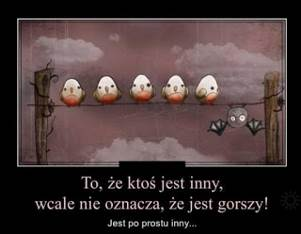 To, że ktoś jest inny,
wcale nie oznacza, że jest gorszy!
Jest po prostu inny...